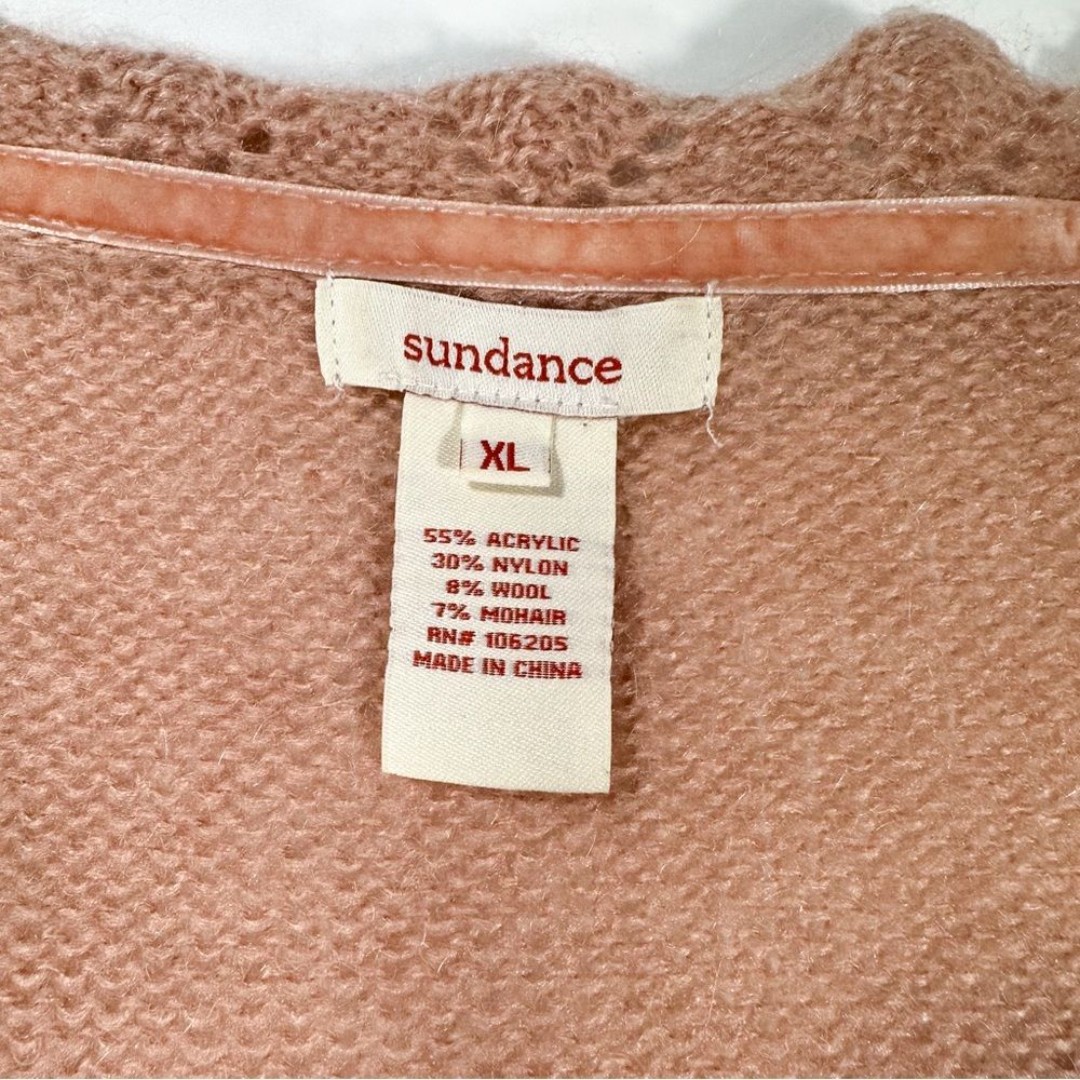 sundance
XL
55% ACRYLIC
30% NYLON
8% WOOL
7% MOHAIR
RN# 106205
MADE IN CHINA